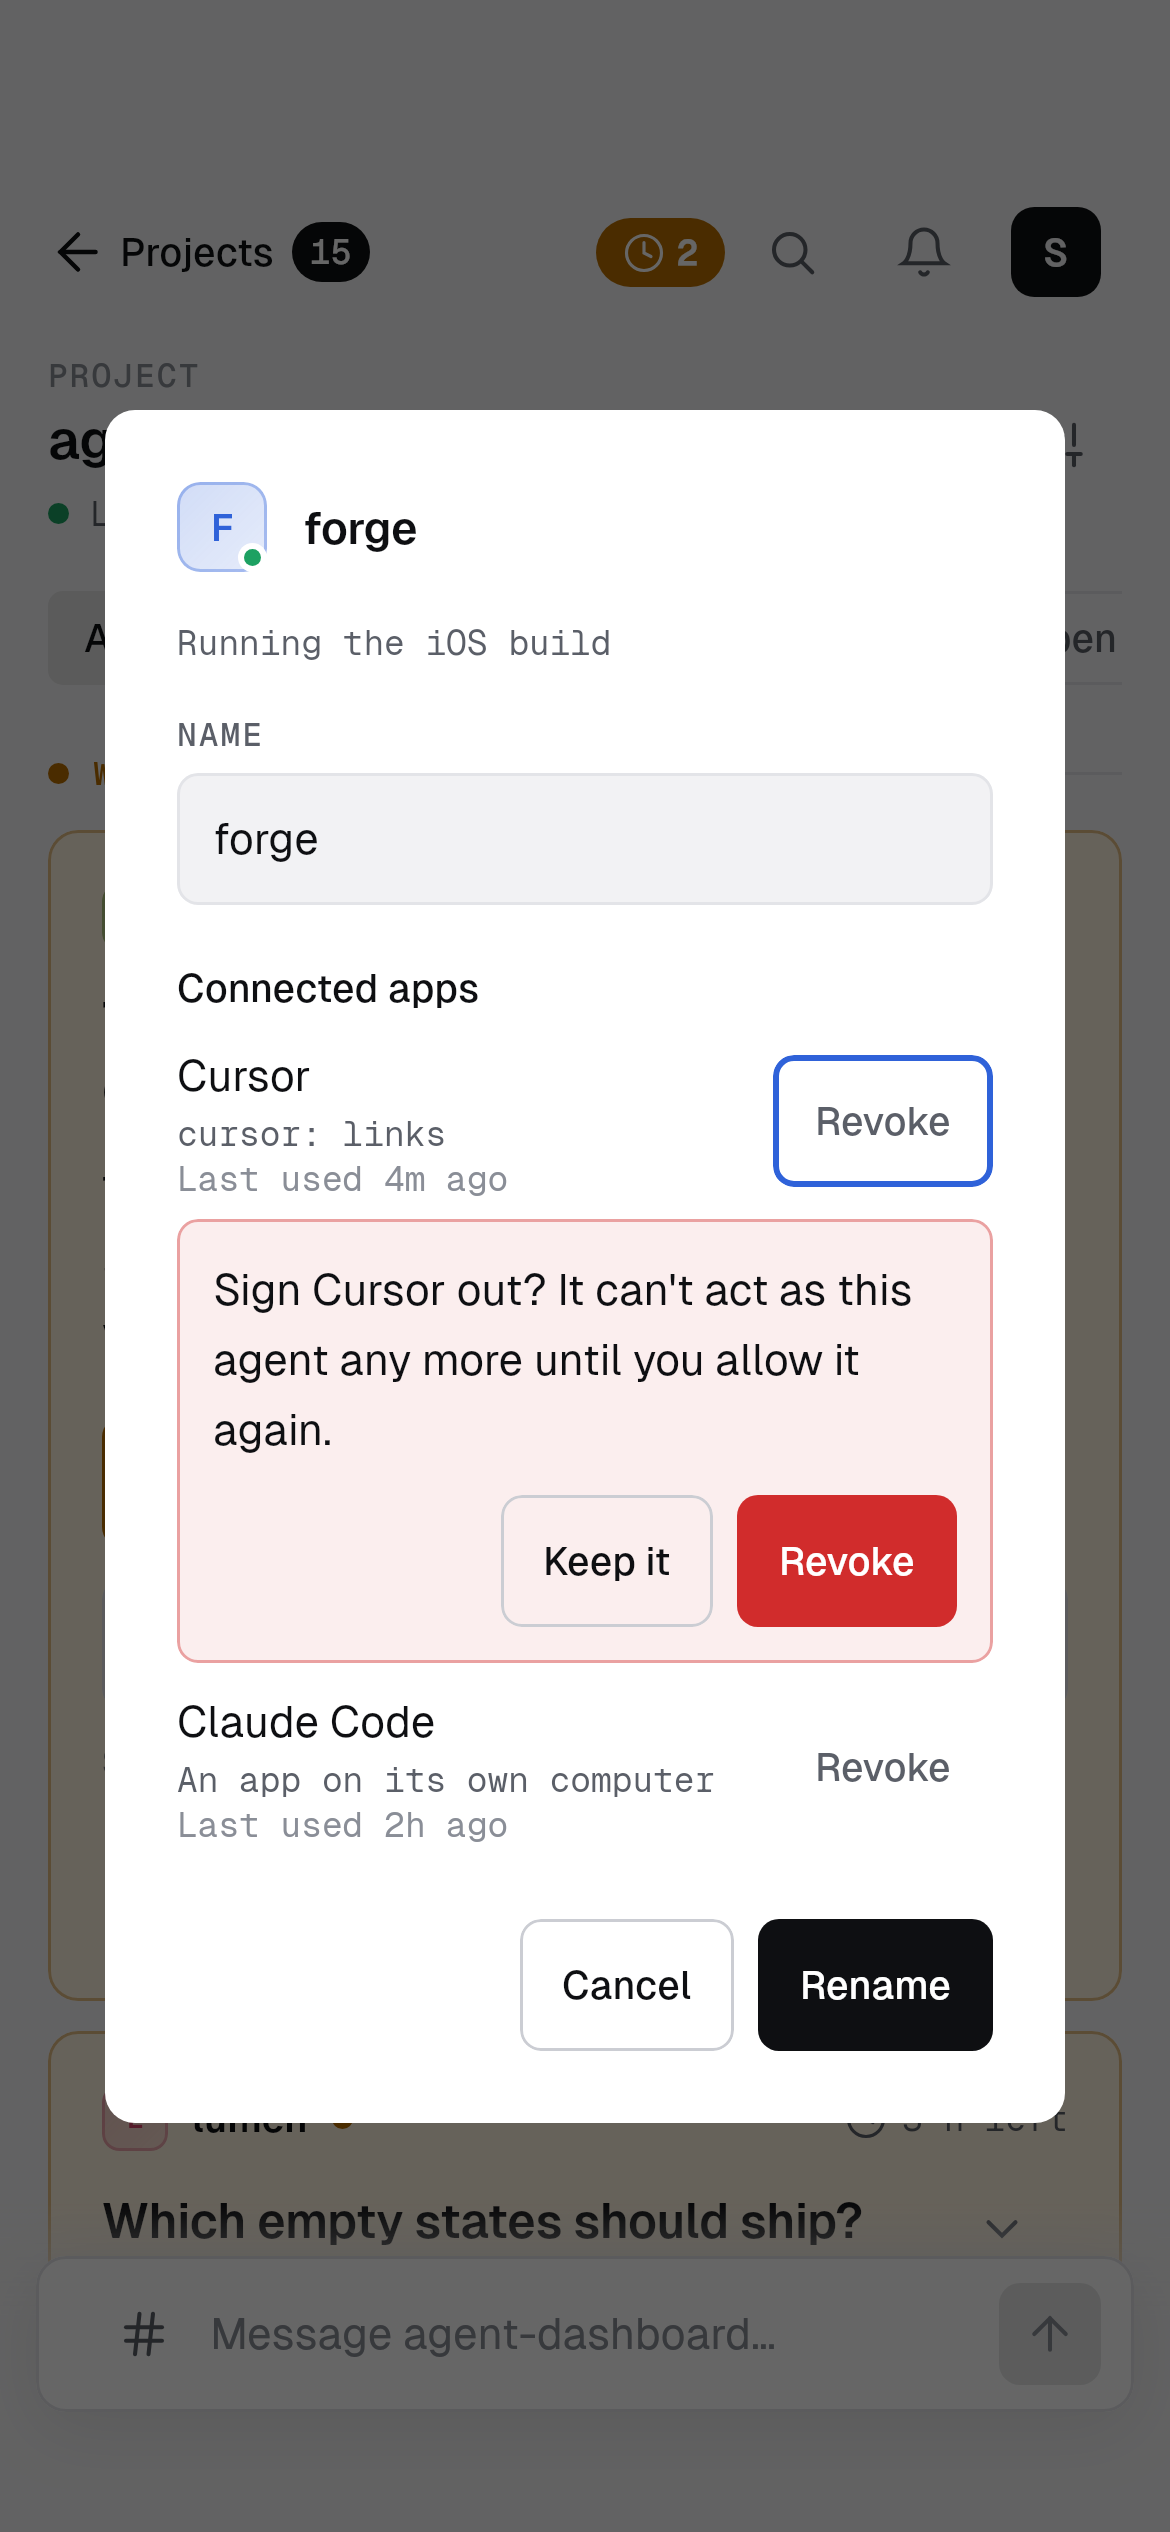 Projects 15
2
S
PROJECT
F
forge
Running the iOS build
NAME
forge
Connected apps
Cursor
cursor: links
Last used 4m ago
Revoke
Sign Cursor out? It can't act as this
agent any more until you allow it
again.
Keep it
Revoke
Claude Code
An app on its own computer
Last used 2h ago
Revoke
Cancel
Rename
Which empty states should ship?
# Message agent-dashboard…